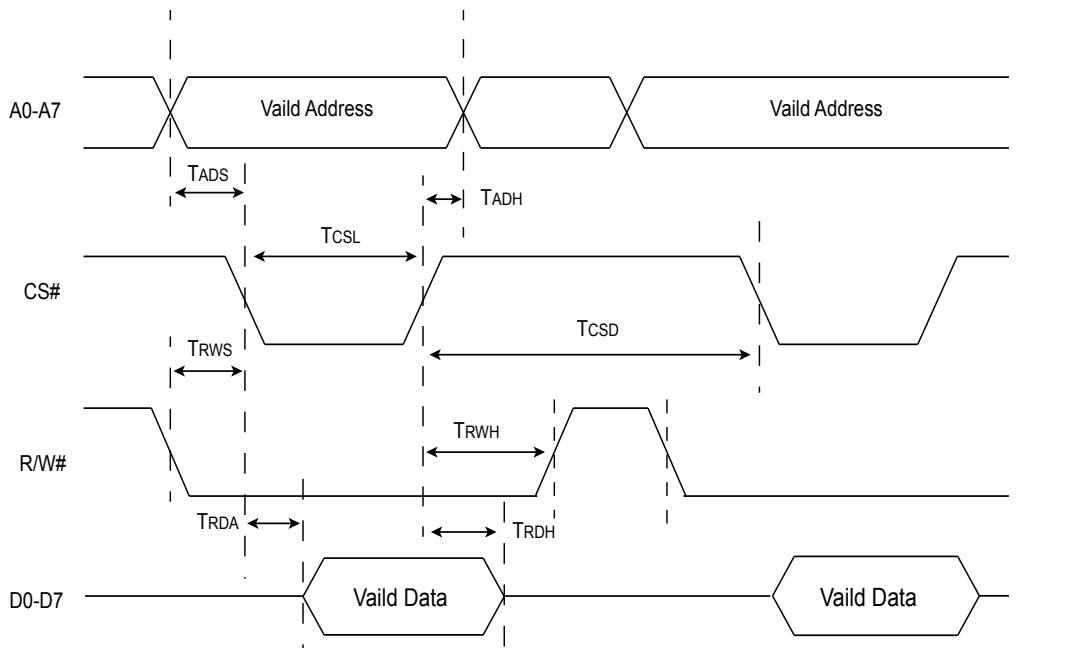 A0-A7
Vaild Address
Vaild Address
TADS
TADH
TCSL
CS#
TCSD
TRWS
TRWH
R/W#
TRDA
TRDH
D0-D7
Vaild Data
Vaild Data